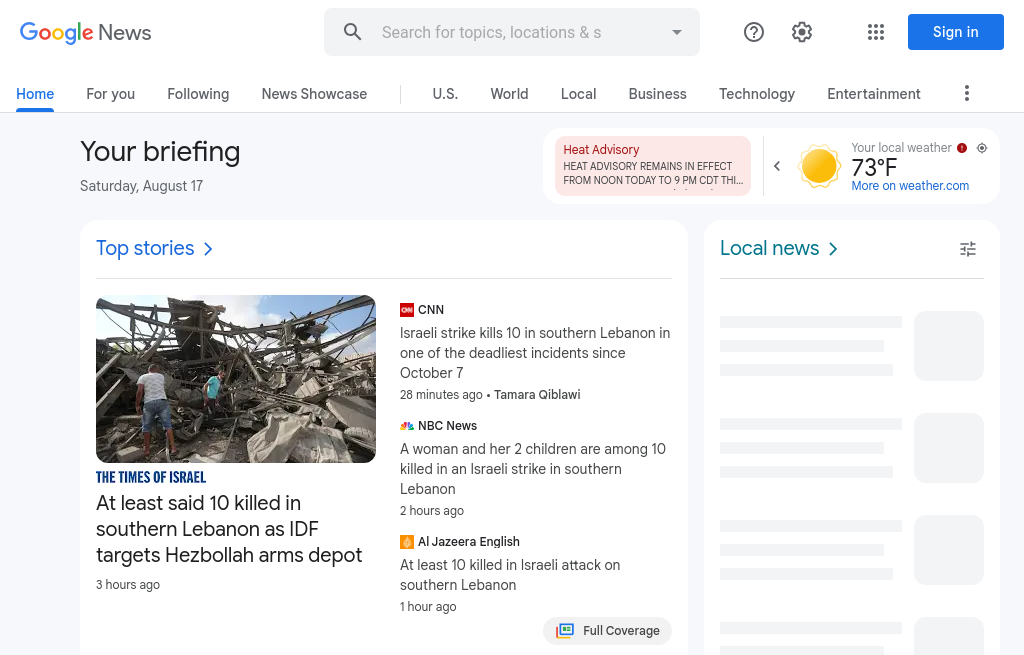 Google News
Search for topics, locations & s
Sign in
Home
For you
Following
News Showcase
U.S.
World
Local
Business
Technology
Entertainment
Your briefing
Saturday, August 17
Heat Advisory
HEAT ADVISORY REMAINS IN EFFECT
FROM NOON TODAY TO 9 PM CDT THI...
Your local weather
73°F
More on weather.com
Top stories
THE TIMES OF ISRAEL
At least said 10 killed in
southern Lebanon as IDF
targets Hezbollah arms depot
3 hours ago
CNN
Israeli strike kills 10 in southern Lebanon in
one of the deadliest incidents since
October 7
28 minutes ago • Tamara Qiblawi
NBC News
A woman and her 2 children are among 10
killed in an Israeli strike in southern
Lebanon
2 hours ago
Al Jazeera English
At least 10 killed in Israeli attack on
southern Lebanon
1 hour ago
Full Coverage
Local news